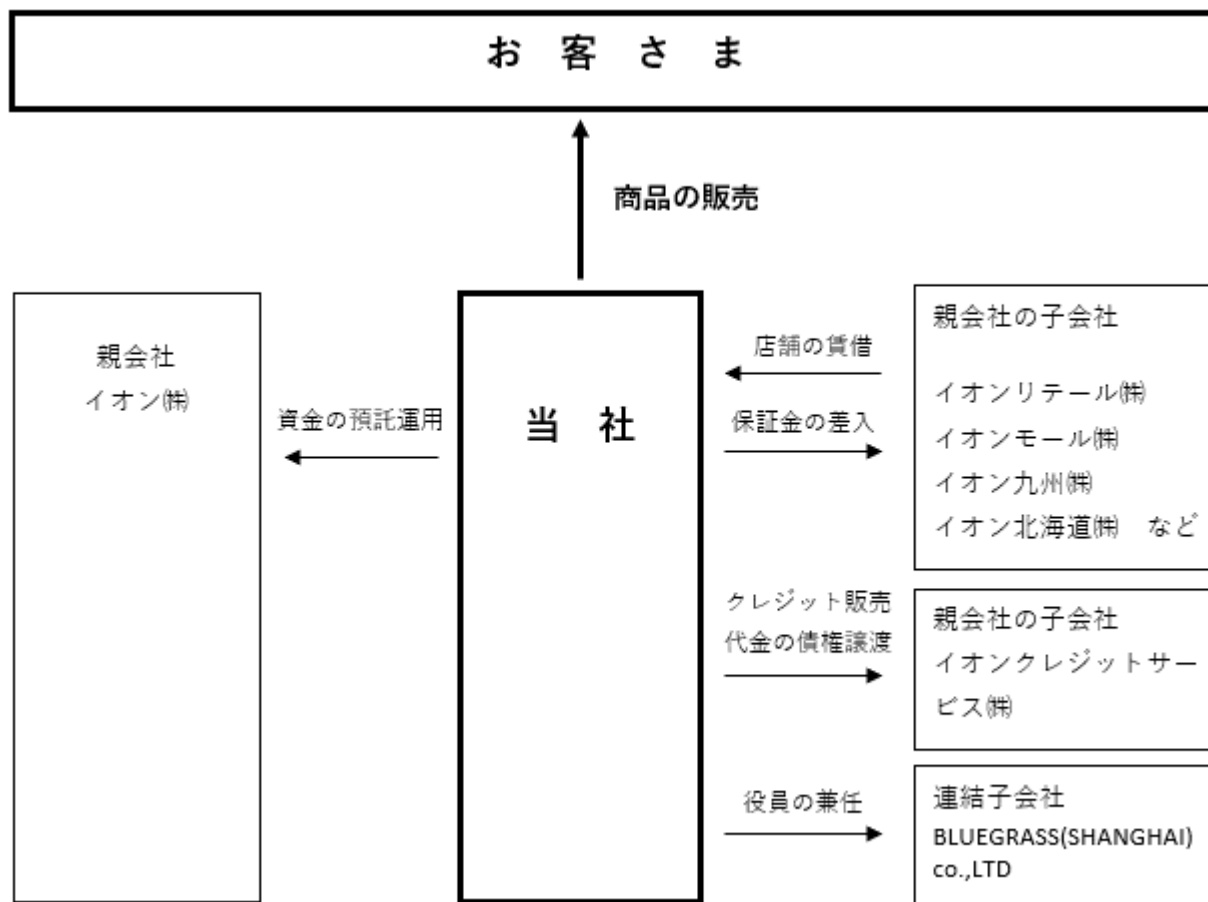 お 客 さ ま
商品の販売
親会社
イオン㈱
資金の預託運用
当 社
店舗の賃借
保証金の差入
親会社の子会社
イオンリテール㈱
イオンモール㈱
イオン九州㈱
イオン北海道㈱ など
クレジット販売
代金の債権譲渡
親会社の子会社
イオンクレジットサー
ビス㈱
役員の兼任
連結子会社
BLUEGRASS(SHANGHAI)
co.,LTD